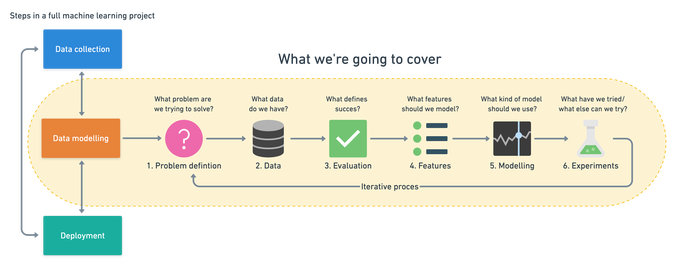 Steps in a full machine learning project
Data collection
What we're going to cover
What problem are
we trying to solve?
What data
do we have?
What defines
succes?
What features
should we model?
What kind of model
should we use?
What have we tried/
what else can we try?
Data modelling
1. Problem defintion
2. Data
3. Evaluation
4. Features
5. Modelling
6. Experiments
Iterative proces
Deployment